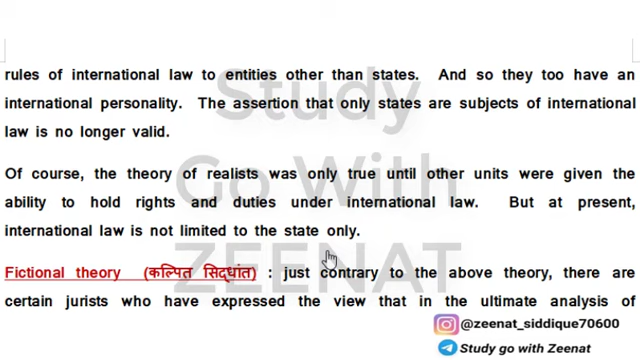 rules of international law to entities other than states. And so they too have an
international personality. The assertion that only states are subjects of international
law is no longer valid.
Of course, the theory of realists was only true until other units were given the
ability to hold rights and duties under international law. But at present,
international law is not limited to the state only.
Fictional theory (कल्पित सिद्धांत) : just contrary to the above theory, there are
certain jurists who have expressed the view that in the ultimate analysis of
Study
Go With
ZEENAT
@zeenat_siddique70600
Study go with Zeenat